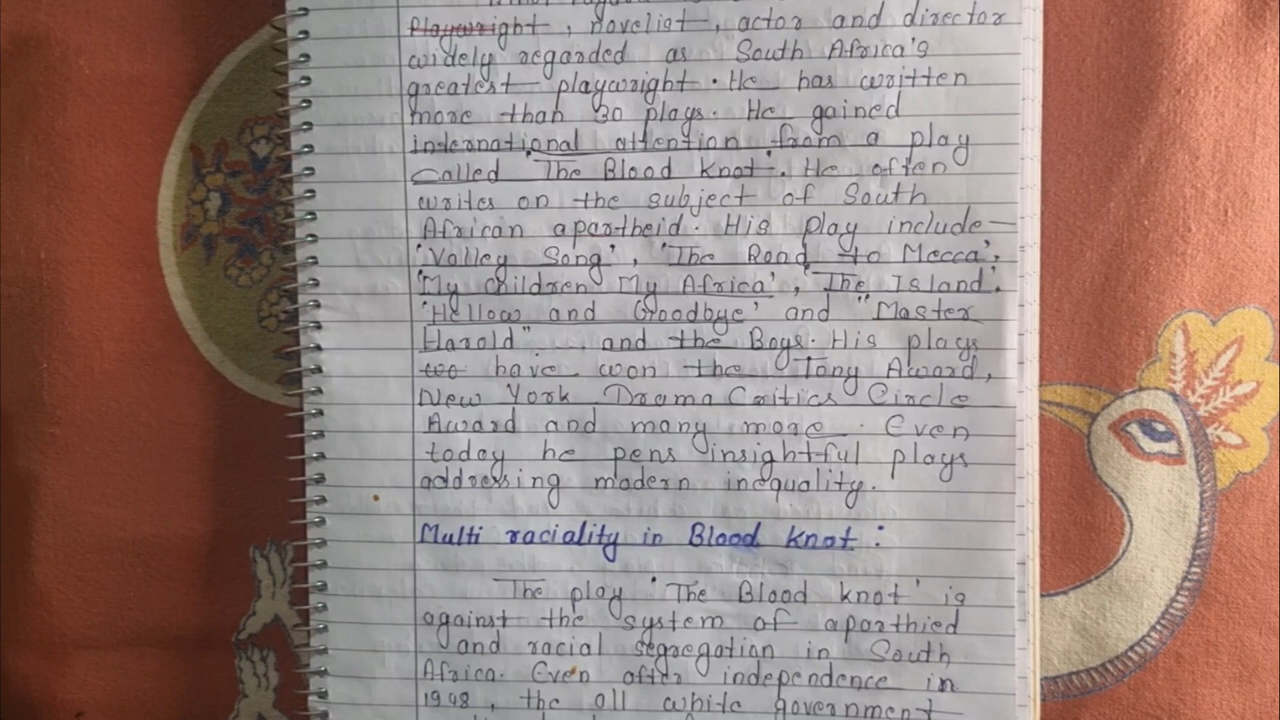 Playwright, novelist, actor and director
widely regarded as South Africa's
greatest playwright. He has written
more than 30 plays. He gained
international attention from a play
called 'The Blood Knot'. He often
writes on the subject of South
African apartheid. His play include—
'Valley Song', 'The Road to Mecca',
'My Children My Africa', 'The Island',
'Hellow and Goodbye' and "Master
Harold" .... and the Boys. His plays
too have won the Tony Award,
New York Drama Critics Circle
Award and many more. Even
today he pens insightful plays
addressing modern inequality.
Multi raciality in Blood Knot :
The play 'The Blood knot' is
against the system of aparthied
and racial segregation in South
Africa. Even after independence in
1948, the all white government